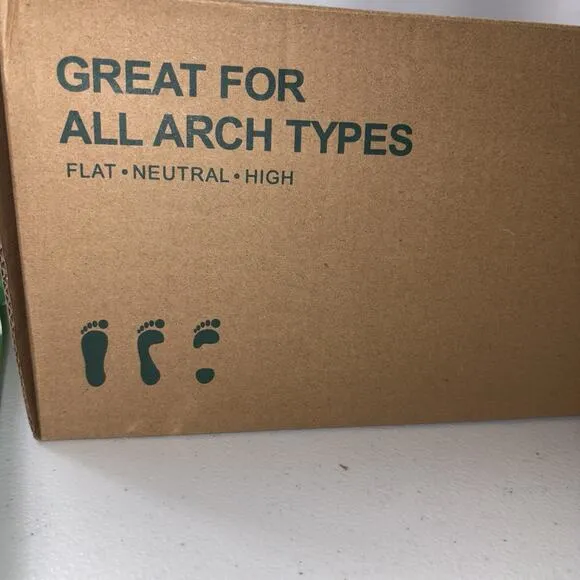 GREAT FOR
ALL ARCH TYPES
FLAT • NEUTRAL • HIGH